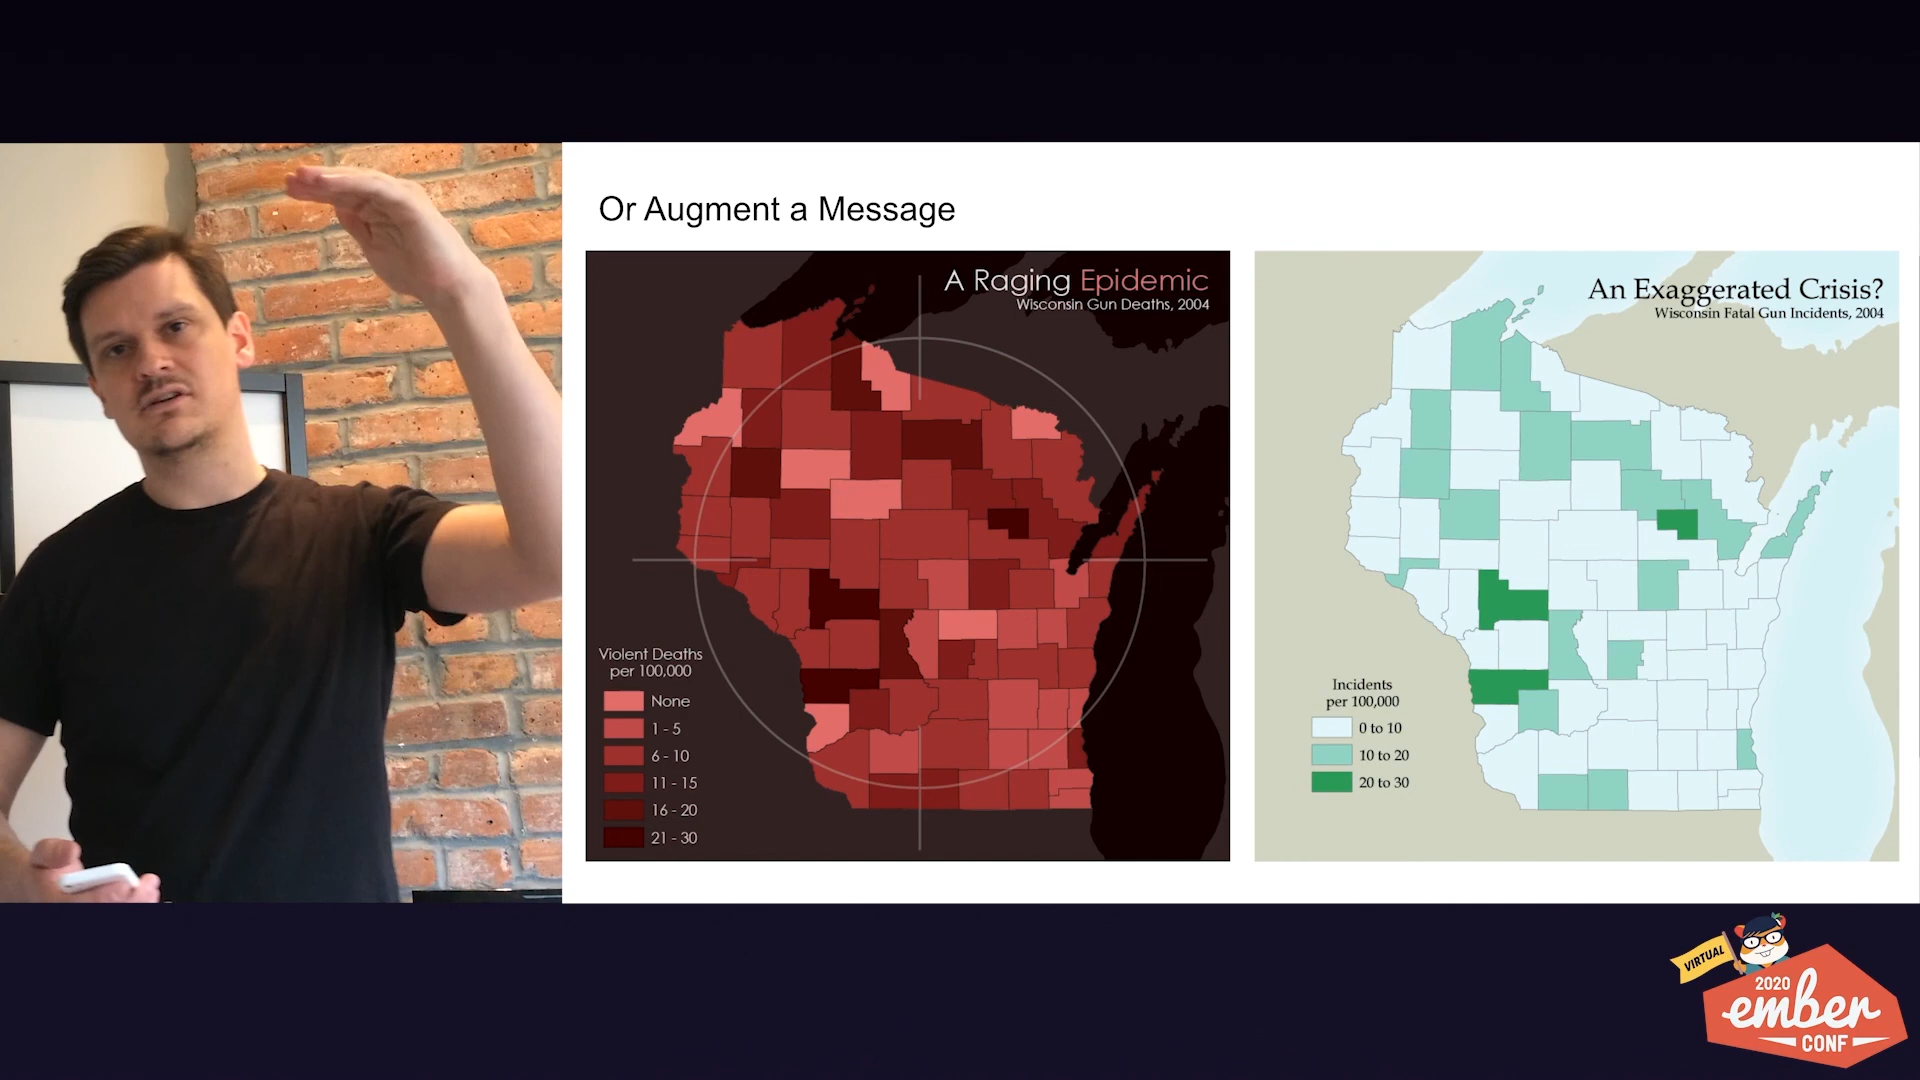 Or Augment a Message
A Raging Epidemic
Wisconsin Gun Deaths, 2004
Violent Deaths
per 100,000
None
1 - 5
6 - 10
11 - 15
16 - 20
21 - 30
An Exaggerated Crisis?
Wisconsin Fatal Gun Incidents, 2004
Incidents
per 100,000
0 to 10
10 to 20
20 to 30
VIRTUAL
2020
ember
CONF